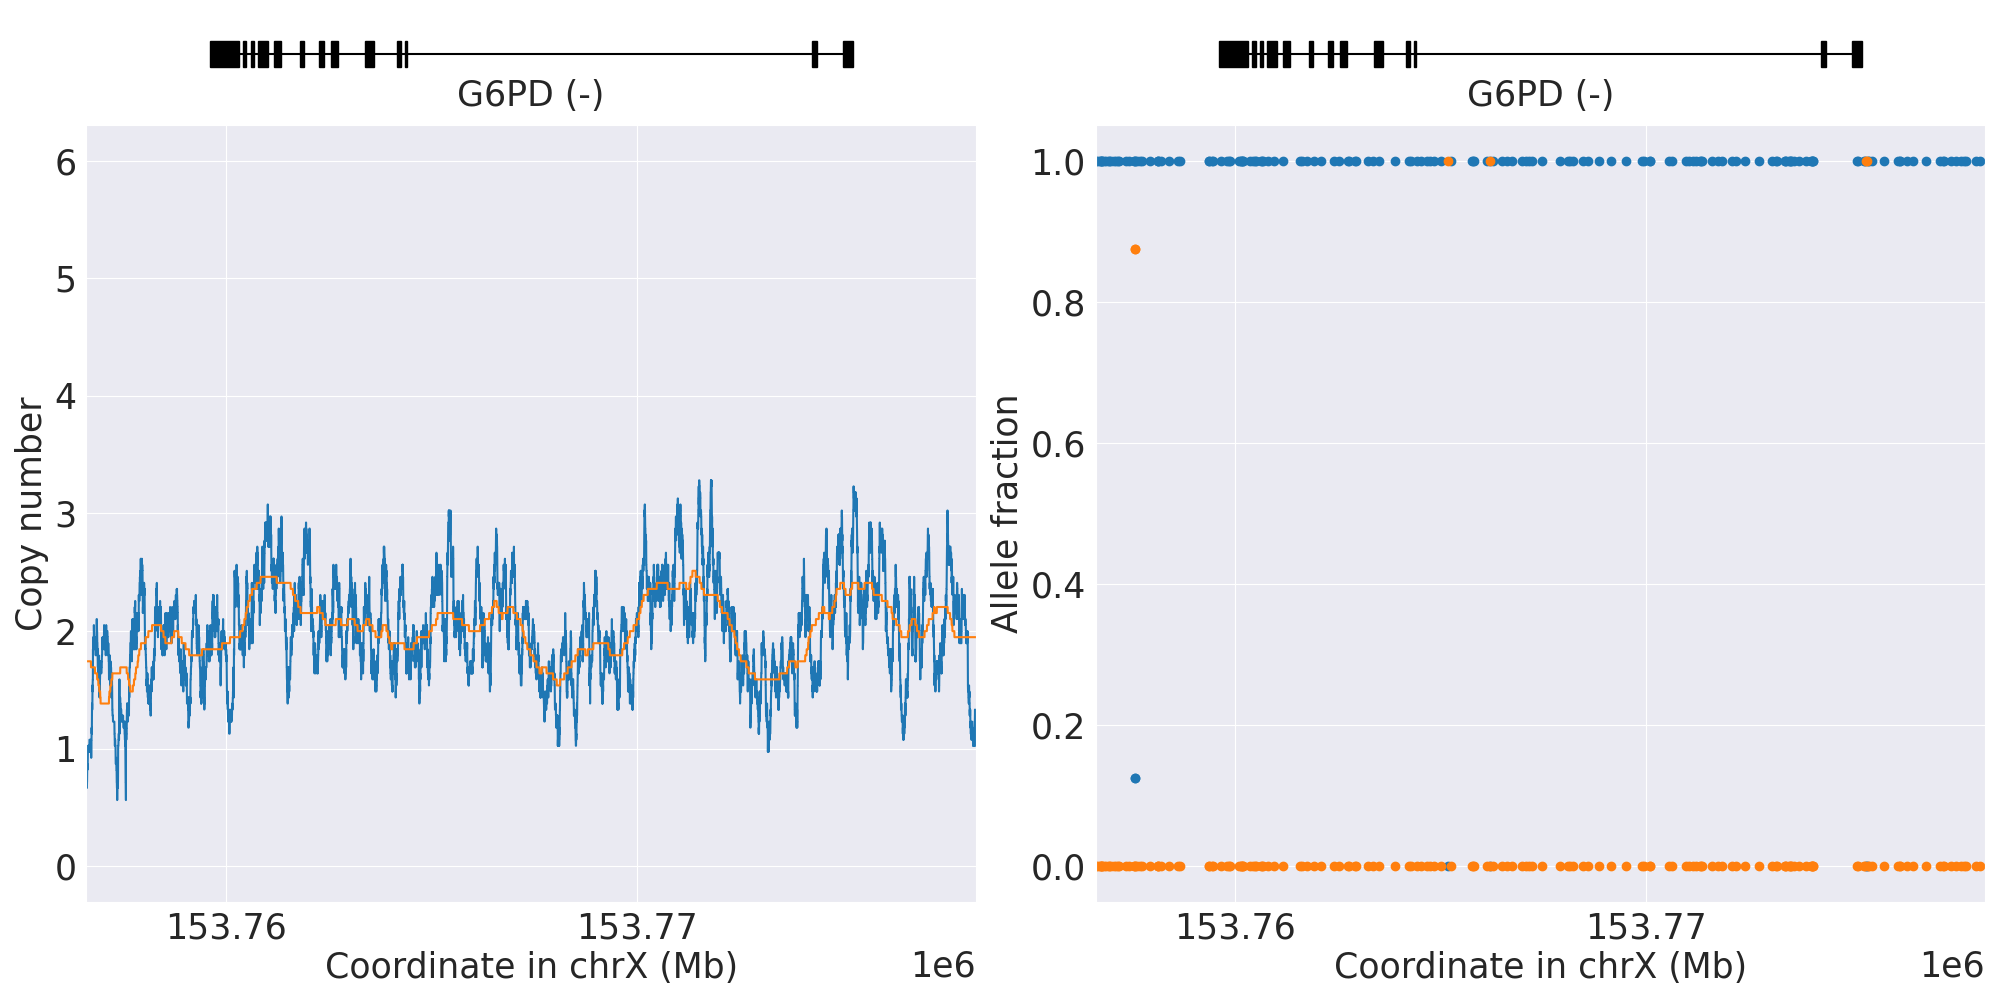 G6PD (-)
G6PD (-)
Copy number
6
5
4
3
2
1
0
153.76
153.77
Coordinate in chrX (Mb)
1e6
Allele fraction
1.0
0.8
0.6
0.4
0.2
0.0
153.76
153.77
Coordinate in chrX (Mb)
1e6